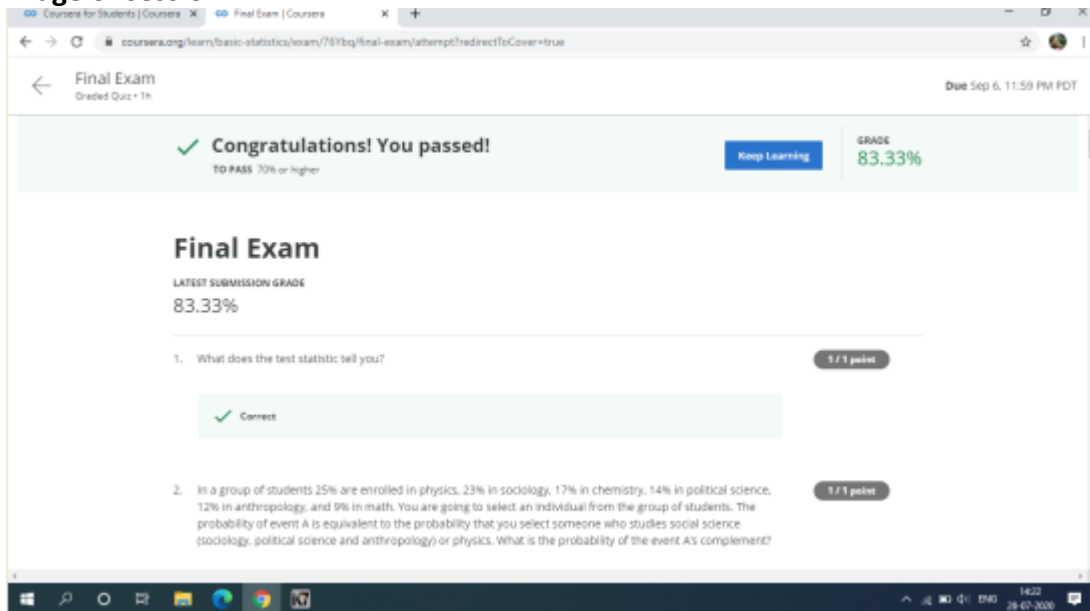 Coursera for Students | Coursera
Final Exam | Coursera
coursera.org/learn/basic-statistics/exam/76Ybq/final-exam/attempt?redirectToCover=true
Final Exam
Graded Quiz • 1h
Due Sep 6, 11:59 PM PDT
Congratulations! You passed!
TO PASS 70% or higher
Keep Learning
GRADE
83.33%
Final Exam
LATEST SUBMISSION GRADE
83.33%
1. What does the test statistic tell you?
1 / 1 point
Correct
2. In a group of students 25% are enrolled in physics, 23% in sociology, 17% in chemistry, 14% in political science,
12% in anthropology, and 9% in math. You are going to select an individual from the group of students. The
probability of event A is equivalent to the probability that you select someone who studies social science
(sociology, political science and anthropology) or physics. What is the probability of the event A's complement?
1 / 1 point
ENG
14:22
28-07-2020